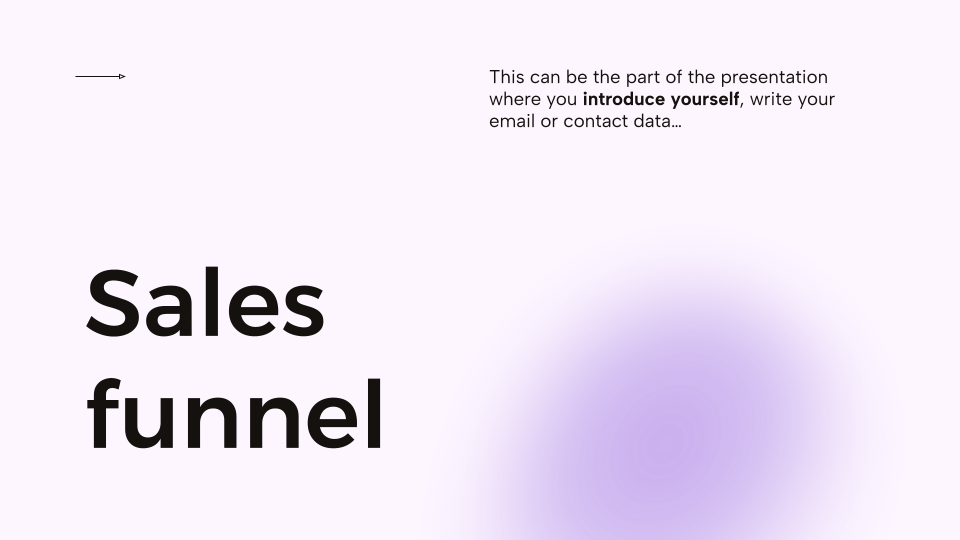 This can be the part of the presentation
where you introduce yourself, write your
email or contact data…
Sales
funnel